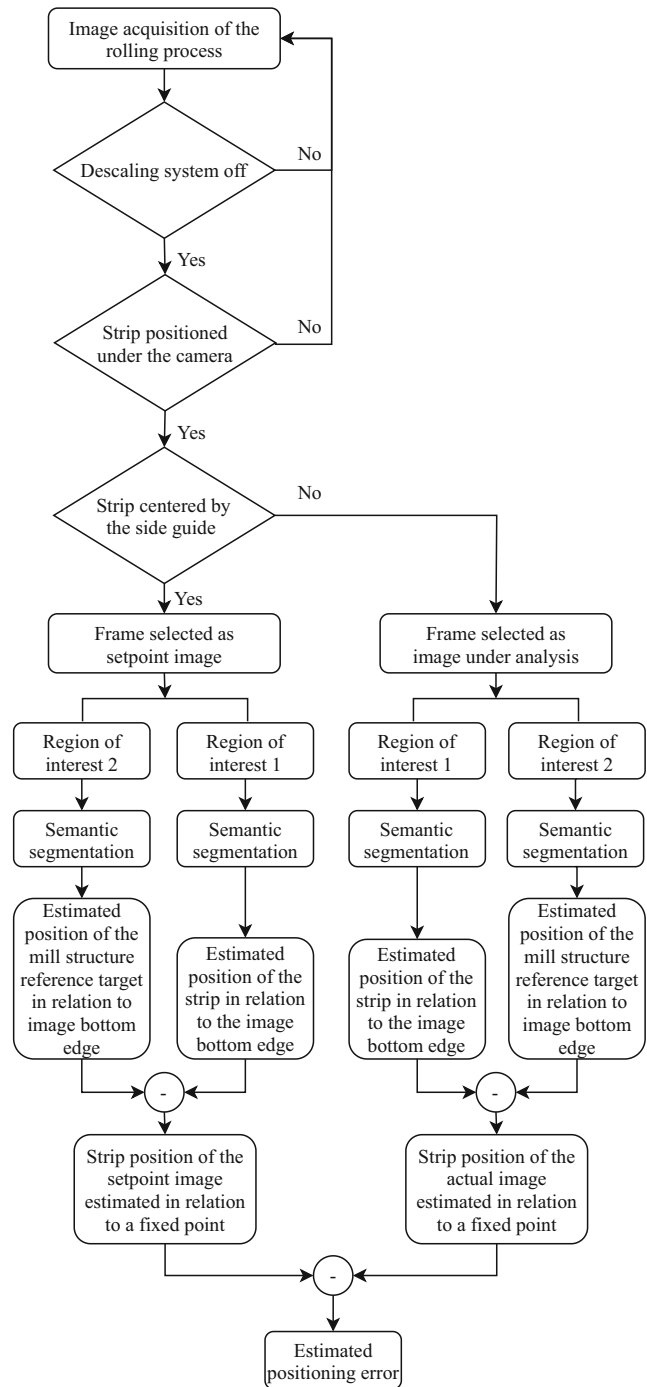 Image acquisition of the
rolling process
Descaling system off
No
Yes
Strip positioned
under the camera
No
Yes
Strip centered by
the side guide
No
Yes
Frame selected as
setpoint image
Frame selected as
image under analysis
Region of
interest 2
Region of
interest 1
Region of
interest 1
Region of
interest 2
Semantic
segmentation
Semantic
segmentation
Semantic
segmentation
Semantic
segmentation
Estimated
position of the
mill structure
reference target
in relation to
image bottom
edge
Estimated
position of the
strip in relation
to the image
bottom edge
Estimated
position of the
strip in relation
to the image
bottom edge
Estimated
position of the
mill structure
reference target
in relation to
image bottom
edge
-
-
Strip position of the
setpoint image
estimated in relation
to a fixed point
Strip position of the
actual image
estimated in relation
to a fixed point
-
Estimated
positioning error